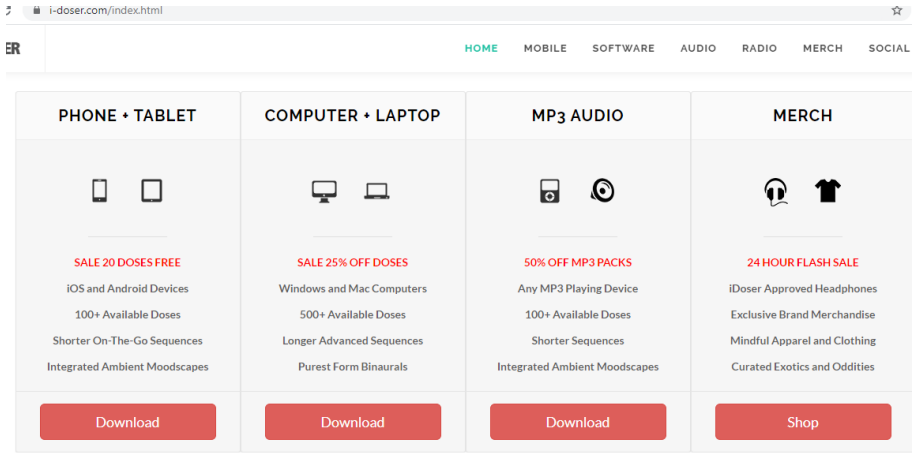 i-doser.com/index.html
ER
HOME MOBILE SOFTWARE AUDIO RADIO MERCH SOCIAL
PHONE + TABLET
SALE 20 DOSES FREE
iOS and Android Devices
100+ Available Doses
Shorter On-The-Go Sequences
Integrated Ambient Moodscapes
Download
COMPUTER + LAPTOP
SALE 25% OFF DOSES
Windows and Mac Computers
500+ Available Doses
Longer Advanced Sequences
Purest Form Binaurals
Download
MP3 AUDIO
50% OFF MP3 PACKS
Any MP3 Playing Device
100+ Available Doses
Shorter Sequences
Integrated Ambient Moodscapes
Download
MERCH
24 HOUR FLASH SALE
iDoser Approved Headphones
Exclusive Brand Merchandise
Mindful Apparel and Clothing
Curated Exotics and Oddities
Shop